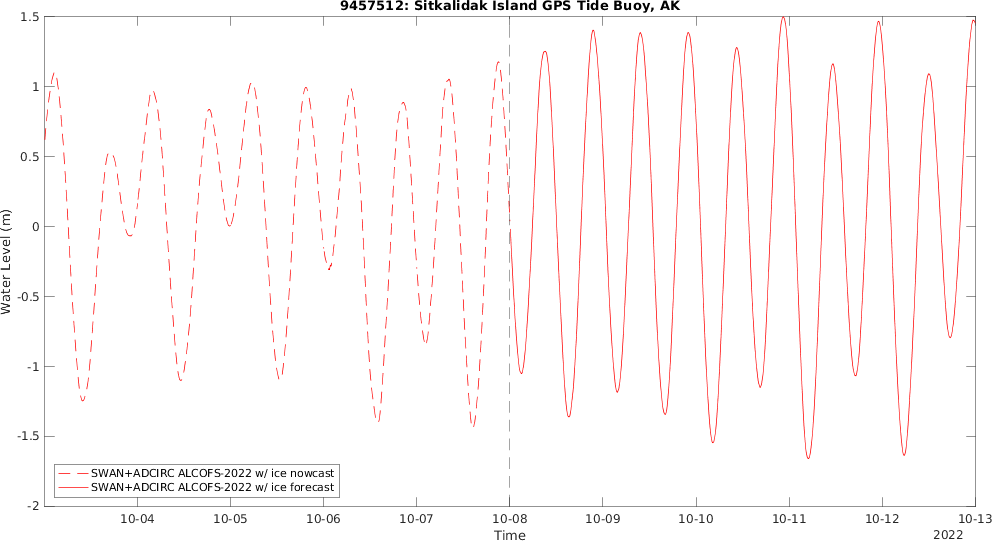 9457512: Sitkalidak Island GPS Tide Buoy, AK
1.5
1
0.5
0
-0.5
-1
-1.5
-2
Water Level (m)
SWAN+ADCIRC ALCOFS-2022 w/ ice nowcast
SWAN+ADCIRC ALCOFS-2022 w/ ice forecast
10-04 10-05 10-06 10-07 10-08 10-09 10-10 10-11 10-12 10-13
Time
2022